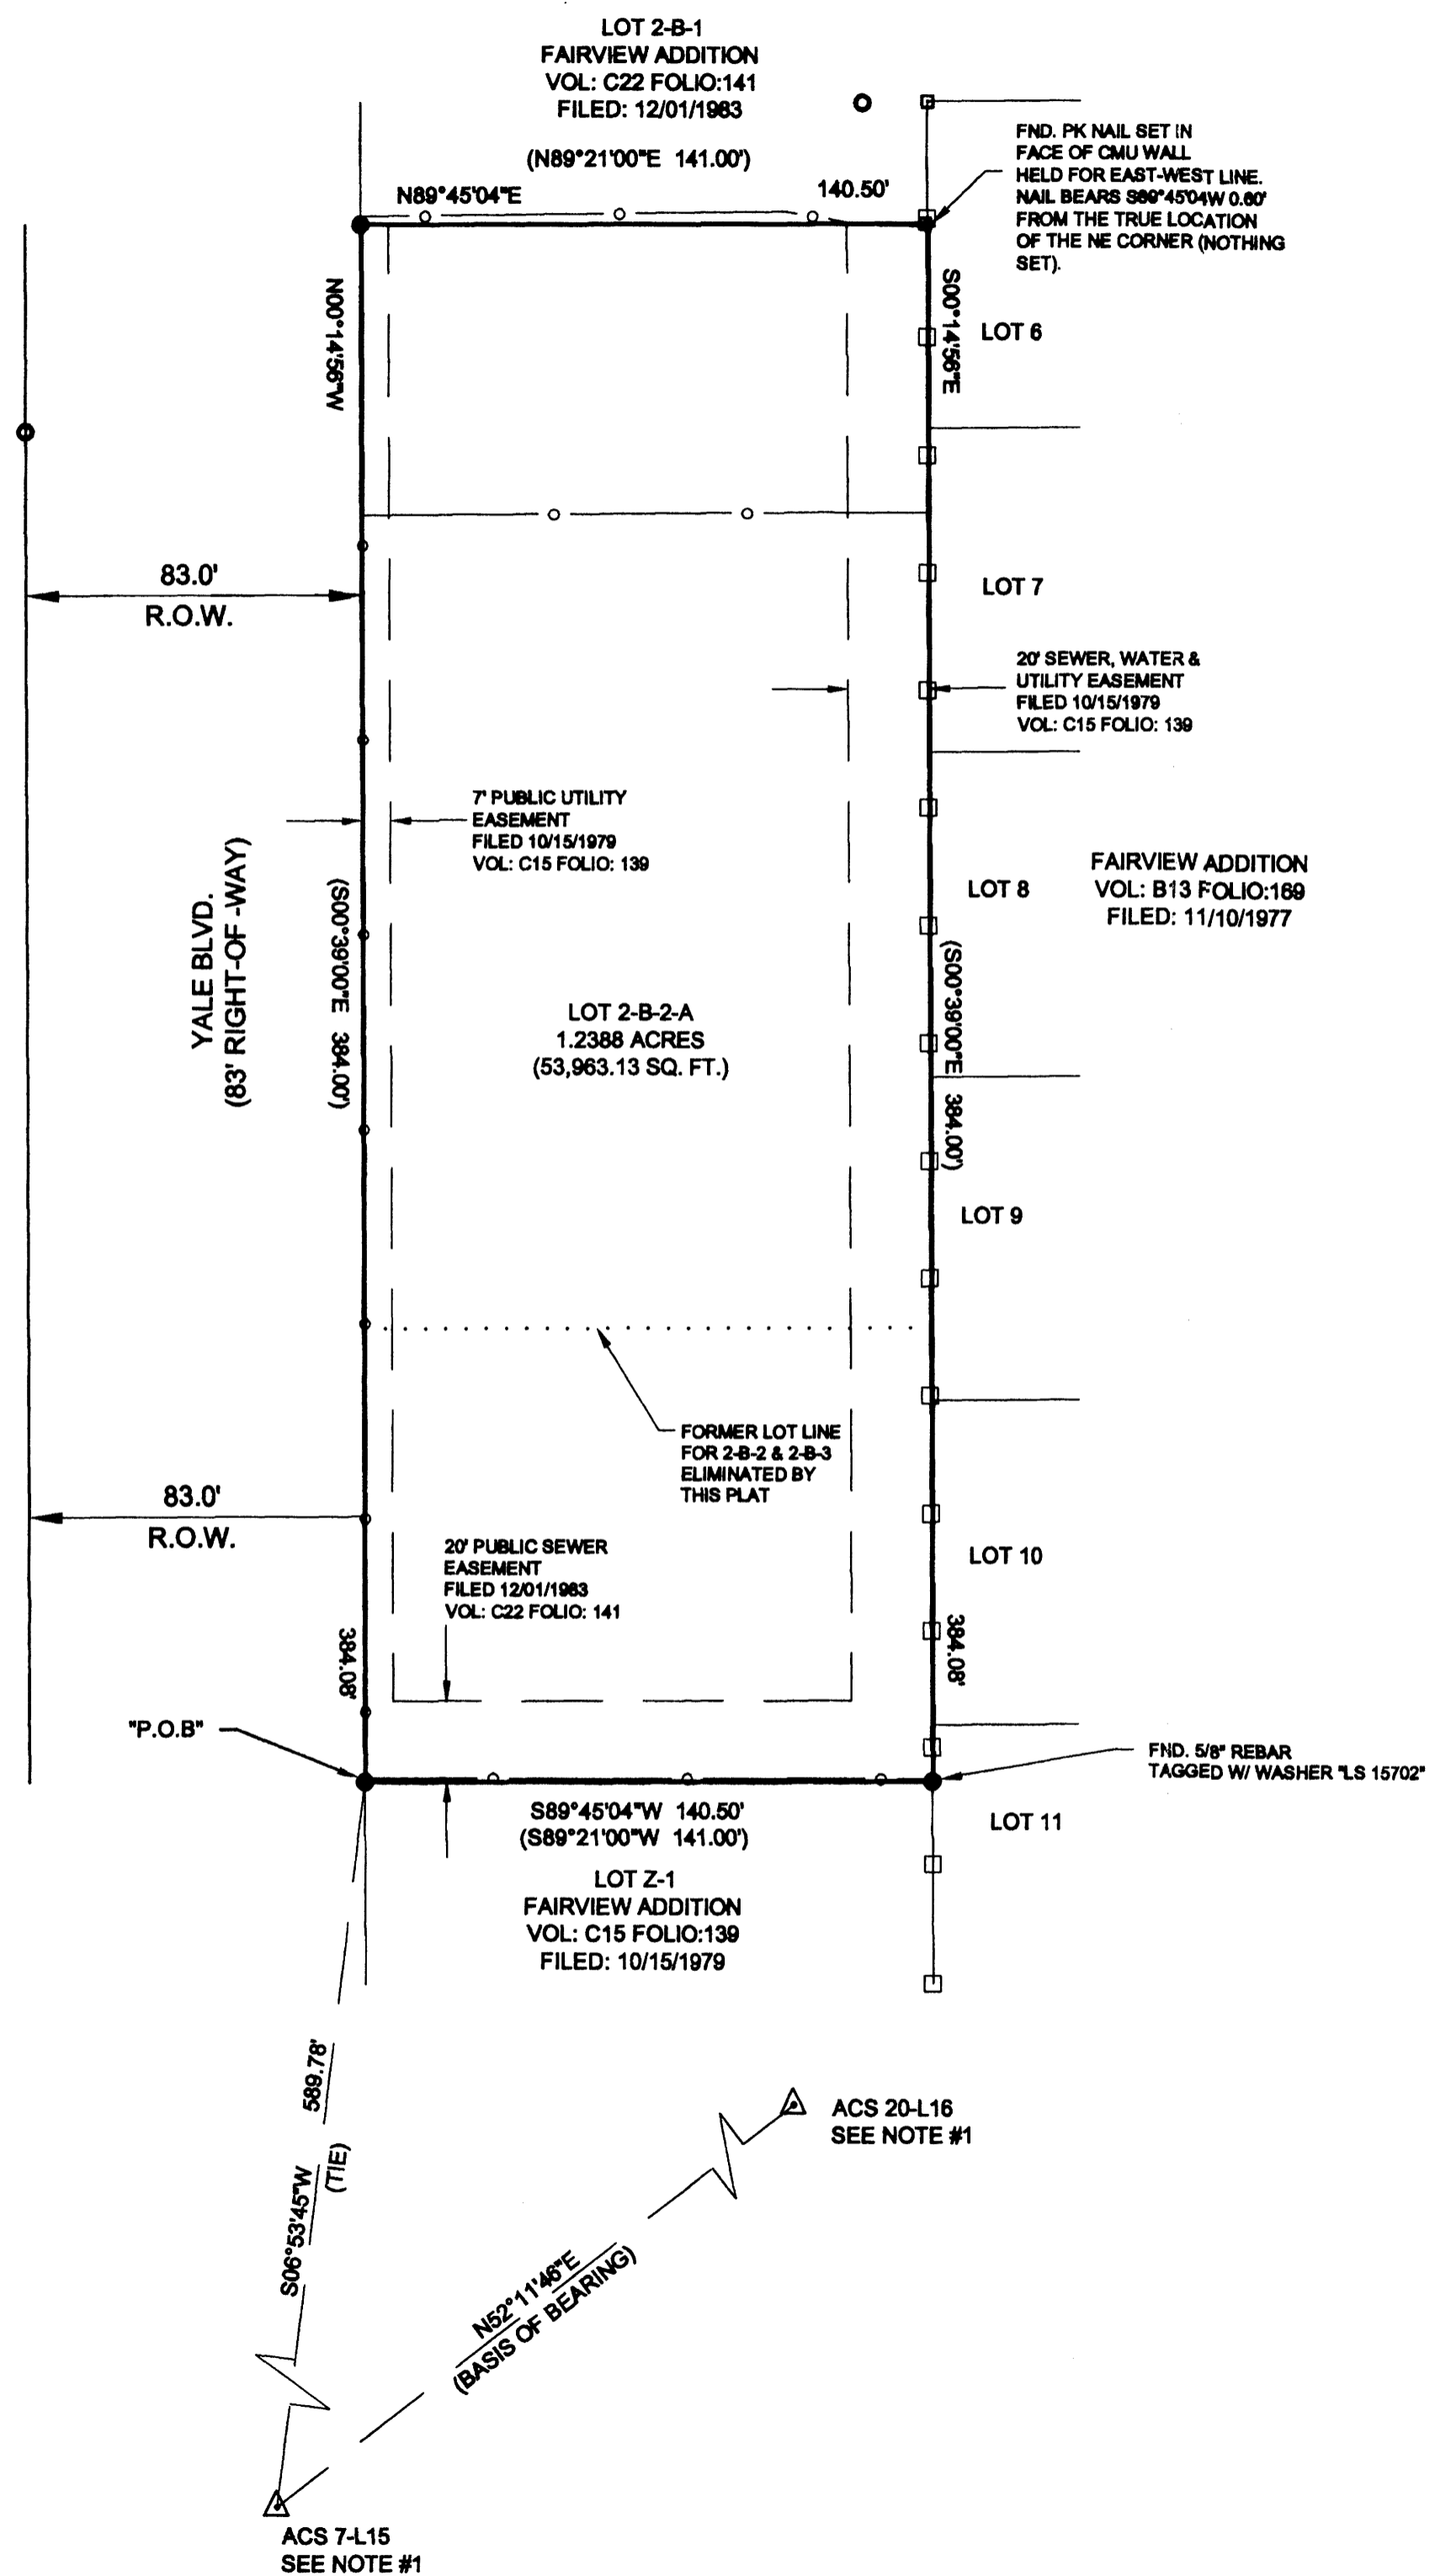 LOT 2-B-1
FAIRVIEW ADDITION
VOL: C22 FOLIO:141
FILED: 12/01/1983
(N89°21'00"E 141.00')
N89°45'04"E
140.50'
FND. PK NAIL SET IN
FACE OF CMU WALL
HELD FOR EAST-WEST LINE.
NAIL BEARS S89°45'04W 0.60'
FROM THE TRUE LOCATION
OF THE NE CORNER (NOTHING
SET).
N00°14'56"W
S00°14'56"E
LOT 6
83.0'
R.O.W.
LOT 7
20' SEWER, WATER &
UTILITY EASEMENT
FILED 10/15/1979
VOL: C15 FOLIO: 139
7' PUBLIC UTILITY
EASEMENT
FILED 10/15/1979
VOL: C15 FOLIO: 139
YALE BLVD.
(83' RIGHT-OF -WAY)
(S00°39'00"E 384.00')
LOT 8
FAIRVIEW ADDITION
VOL: B13 FOLIO:169
FILED: 11/10/1977
(S00°39'00"E 384.00')
LOT 2-B-2-A
1.2388 ACRES
(53,963.13 SQ. FT.)
LOT 9
FORMER LOT LINE
FOR 2-B-2 & 2-B-3
ELIMINATED BY
THIS PLAT
83.0'
R.O.W.
20' PUBLIC SEWER
EASEMENT
FILED 12/01/1983
VOL: C22 FOLIO: 141
LOT 10
384.08'
384.08'
"P.O.B"
FND. 5/8" REBAR
TAGGED W/ WASHER "LS 15702"
S89°45'04"W 140.50'
(S89°21'00"W 141.00')
LOT 11
LOT Z-1
FAIRVIEW ADDITION
VOL: C15 FOLIO:139
FILED: 10/15/1979
S06°53'45"W 589.78'
(TIE)
ACS 20-L16
SEE NOTE #1
N52°11'46"E
(BASIS OF BEARING)
ACS 7-L15
SEE NOTE #1